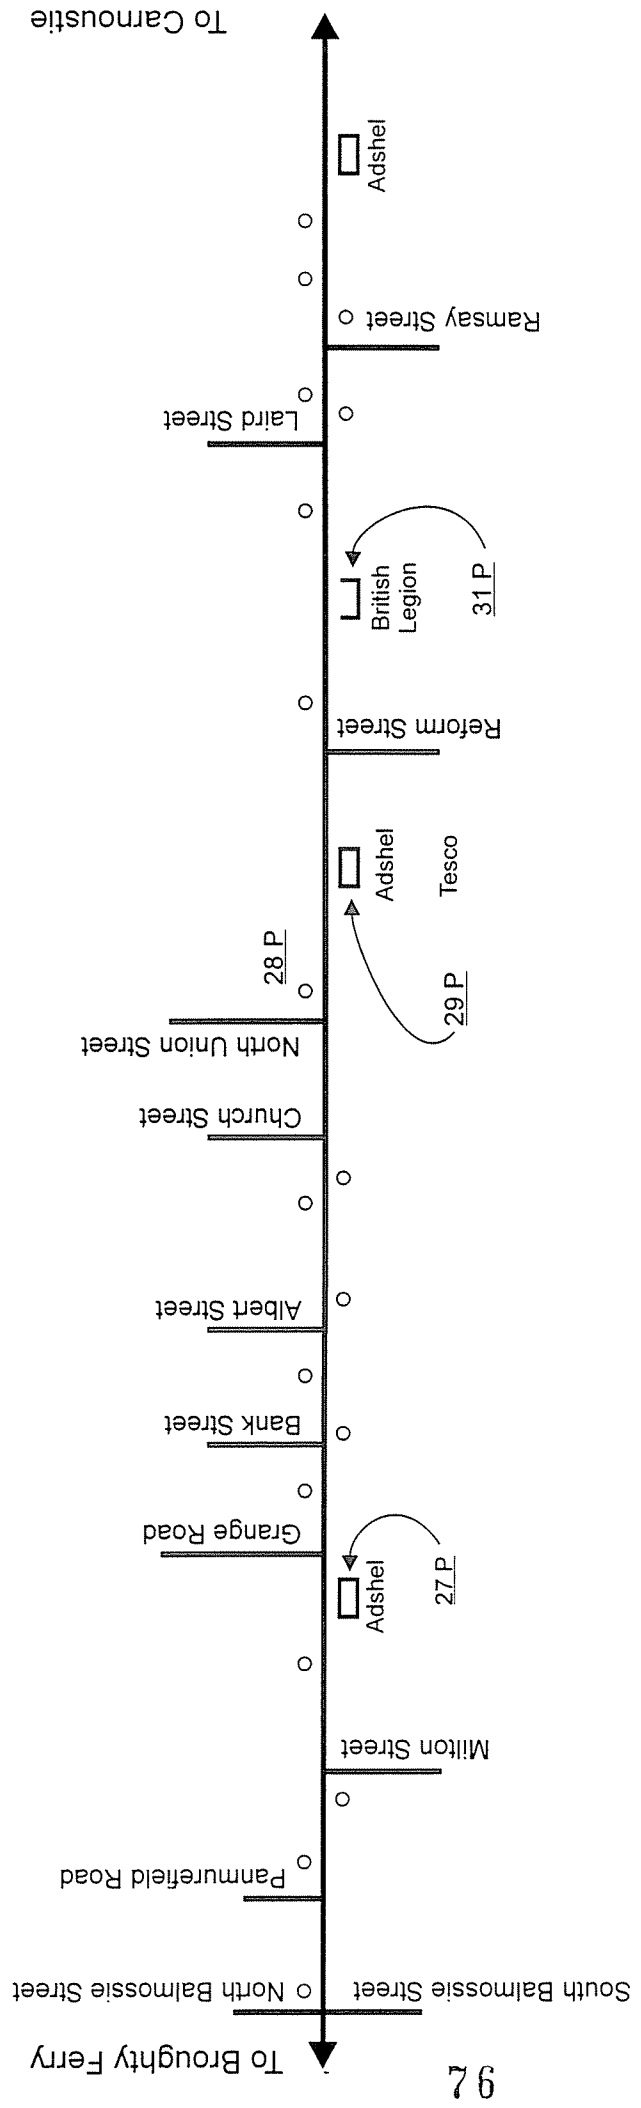 To Carnoustie
Adshel
Ramsay Street
Laird Street
British
Legion
31 P
Reform Street
Adshel
Tesco
28 P
29 P
North Union Street
Church Street
Albert Street
Bank Street
Grange Road
Adshel
27 P
Milton Street
Panmurefield Road
North Balmossie Street
South Balmossie Street
To Broughty Ferry
76